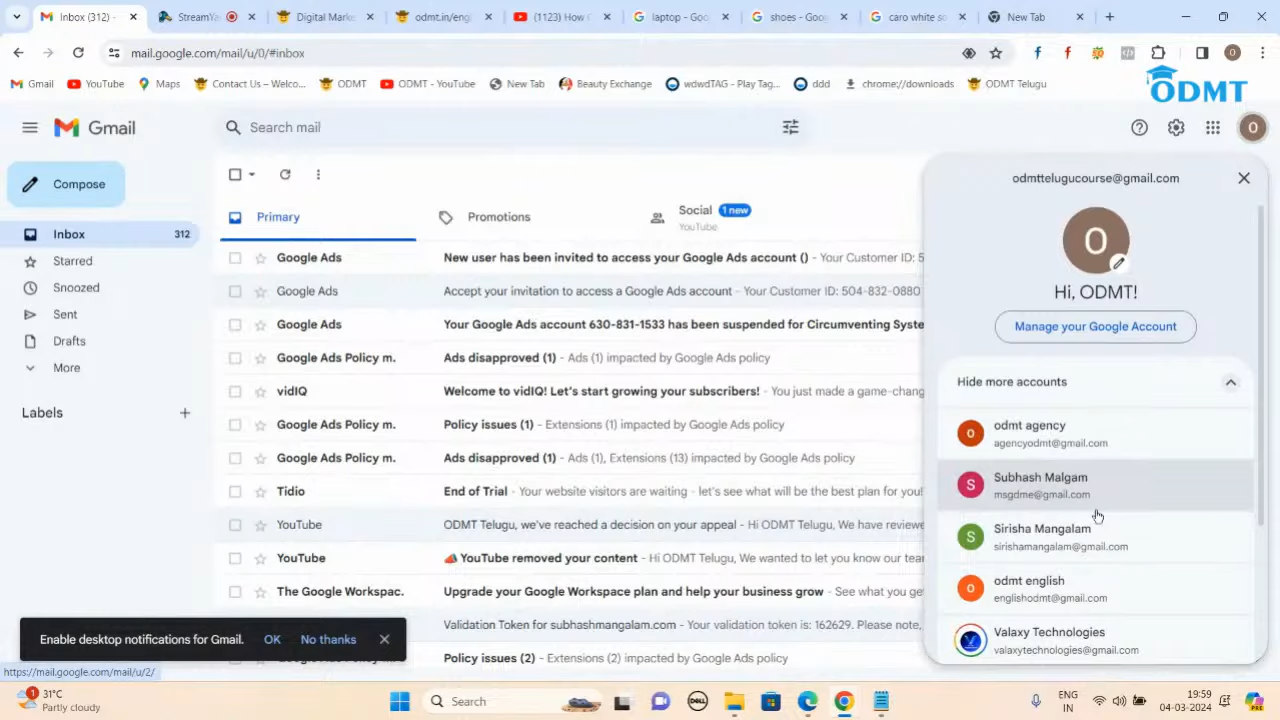 Inbox (312)
StreamYa
Digital Marke
odmt.in/engl
(1123) How C
laptop - Goo
shoes - Goo
caro white so
New Tab
mail.google.com/mail/u/0/#inbox
O
Gmail
YouTube
Maps
Contact Us – Welco...
ODMT
ODMT - YouTube
New Tab
Beauty Exchange
wdwdTAG - Play Tag...
ddd
chrome://downloads
ODMT Telugu
ODMT
Gmail
Search mail
O
Compose
Primary
Promotions
Social 1 new
YouTube
Inbox 312
Starred
Snoozed
Sent
Drafts
More
Labels
Google Ads New user has been invited to access your Google Ads account () - Your Customer ID: 5
Google Ads Accept your invitation to access a Google Ads account - Your Customer ID: 504-832-0880
Google Ads Your Google Ads account 630-831-1533 has been suspended for Circumventing Syste
Google Ads Policy m. Ads disapproved (1) - Ads (1) impacted by Google Ads policy
vidIQ Welcome to vidIQ! Let's start growing your subscribers! - You just made a game-chang
Google Ads Policy m. Policy issues (1) - Extensions (1) impacted by Google Ads policy
Google Ads Policy m. Ads disapproved (1) - Ads (1), Extensions (13) impacted by Google Ads policy
Tidio End of Trial - Your website visitors are waiting - let's see what will be the best plan for you!
YouTube ODMT Telugu, we've reached a decision on your appeal - Hi ODMT Telugu, We have reviewe
YouTube YouTube removed your content - Hi ODMT Telugu, We wanted to let you know our tea
The Google Workspac. Upgrade your Google Workspace plan and help your business grow - See what you ge
Validation Token for subhashmangalam.com - Your validation token is: 162629. Please note,
Policy issues (2) - Extensions (2) impacted by Google Ads policy
odmttelugucourse@gmail.com
O
Hi, ODMT!
Manage your Google Account
Hide more accounts
o
odmt agency
agencyodmt@gmail.com
S
Subhash Malgam
msgdme@gmail.com
S
Sirisha Mangalam
sirishamangalam@gmail.com
o
odmt english
englishodmt@gmail.com
Valaxy Technologies
valaxytechnologies@gmail.com
Enable desktop notifications for Gmail. OK No thanks
https://mail.google.com/mail/u/2/
1
31°C
Partly cloudy
Search
DELL
ENG
IN
19:59
04-03-2024
PRE